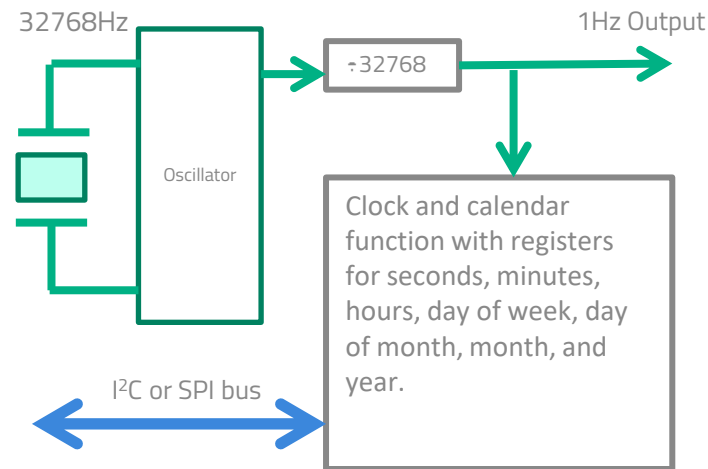 32768Hz
1Hz Output
÷32768
Oscillator
Clock and calendar
function with registers
for seconds, minutes,
hours, day of week, day
of month, month, and
year.
I²C or SPI bus